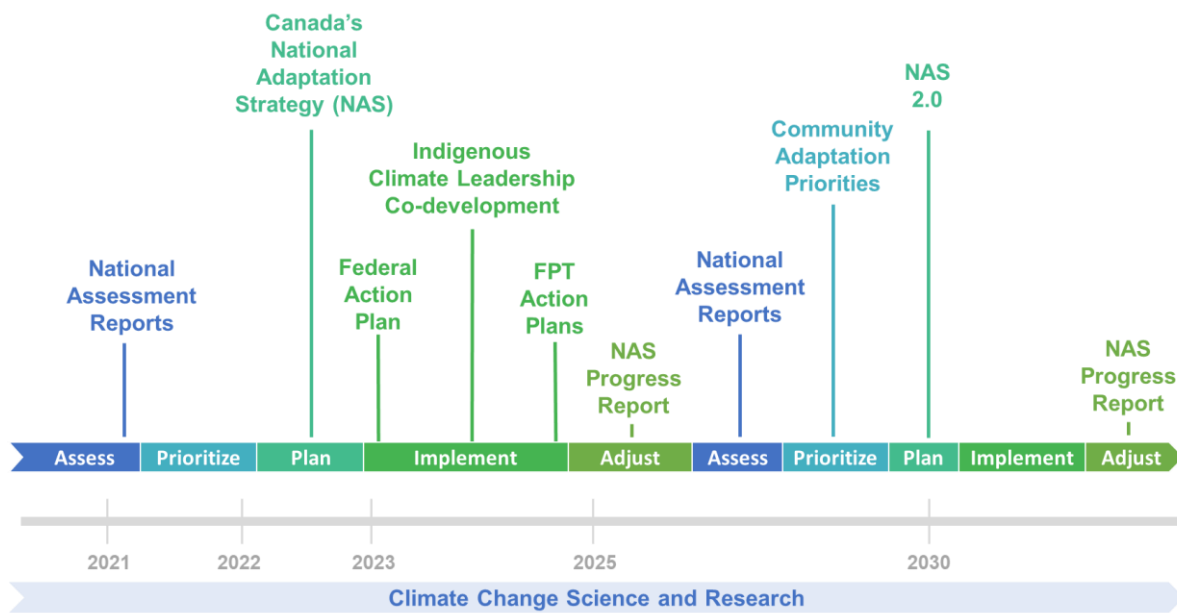 Canada's
National
Adaptation
Strategy (NAS)
NAS
2.0
Community
Adaptation
Priorities
Indigenous
Climate Leadership
Co-development
National
Assessment
Reports
Federal
Action
Plan
FPT
Action
Plans
National
Assessment
Reports
NAS
Progress
Report
NAS
Progress
Report
Assess
Prioritize
Plan
Implement
Adjust
Assess
Prioritize
Plan
Implement
Adjust
2021
2022
2023
2025
2030
Climate Change Science and Research